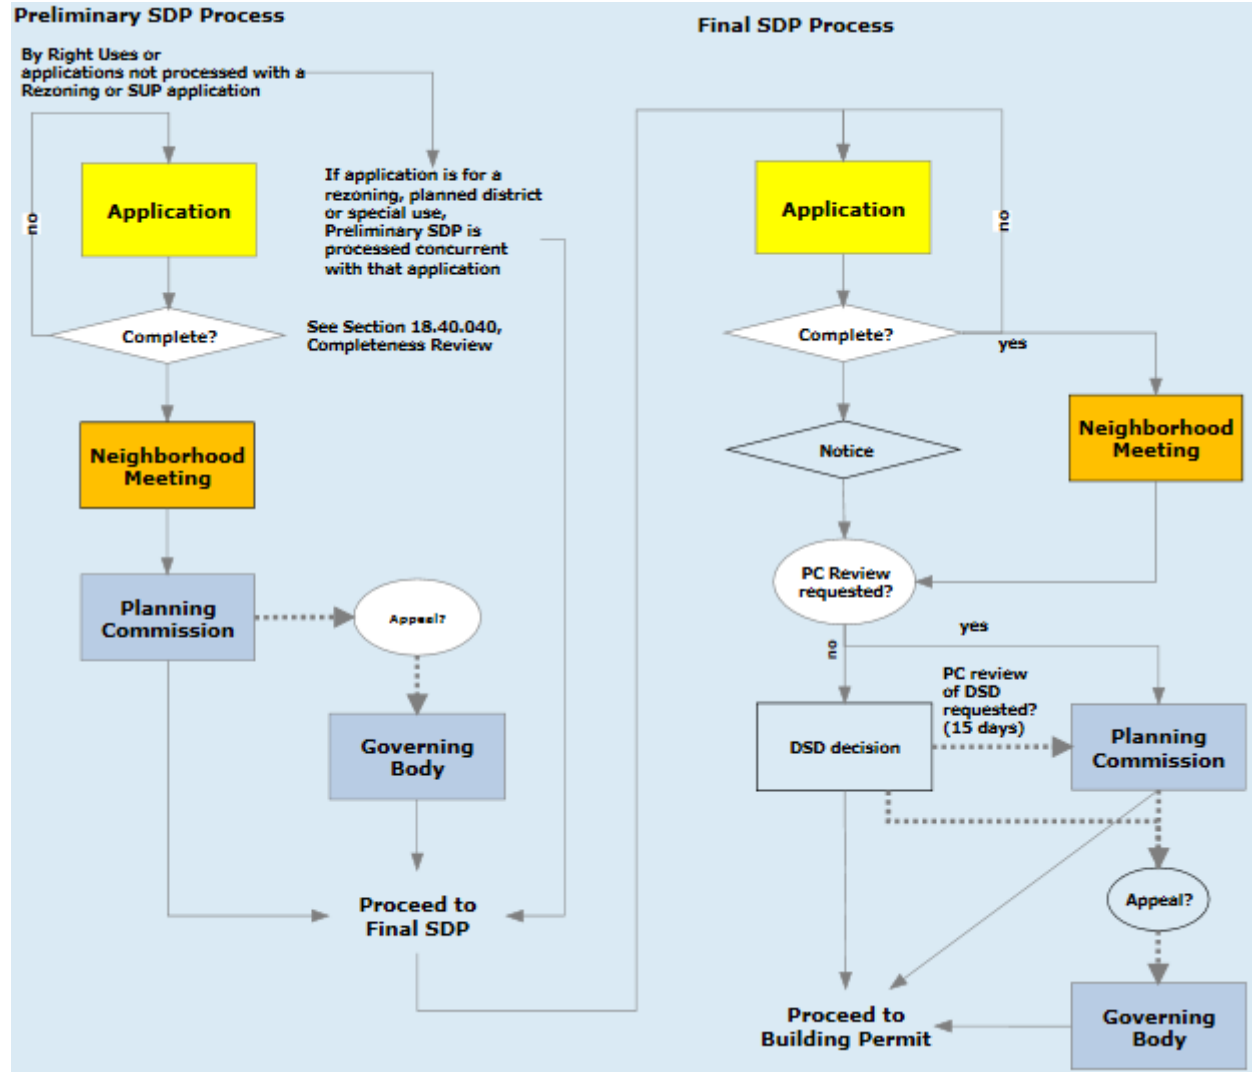 Preliminary SDP Process
By Right Uses or
applications not processed with a
Rezoning or SUP application
Application
no
If application is for a
rezoning, planned district
or special use,
Preliminary SDP is
processed concurrent
with that application
Complete?
See Section 18.40.040,
Completeness Review
Neighborhood
Meeting
Planning
Commission
Appeal?
Governing
Body
Proceed to
Final SDP
Final SDP Process
Application
no
Complete?
yes
Notice
Neighborhood
Meeting
PC Review
requested?
no
yes
PC review
of DSD
requested?
(15 days)
DSD decision
Planning
Commission
Appeal?
Proceed to
Building Permit
Governing
Body